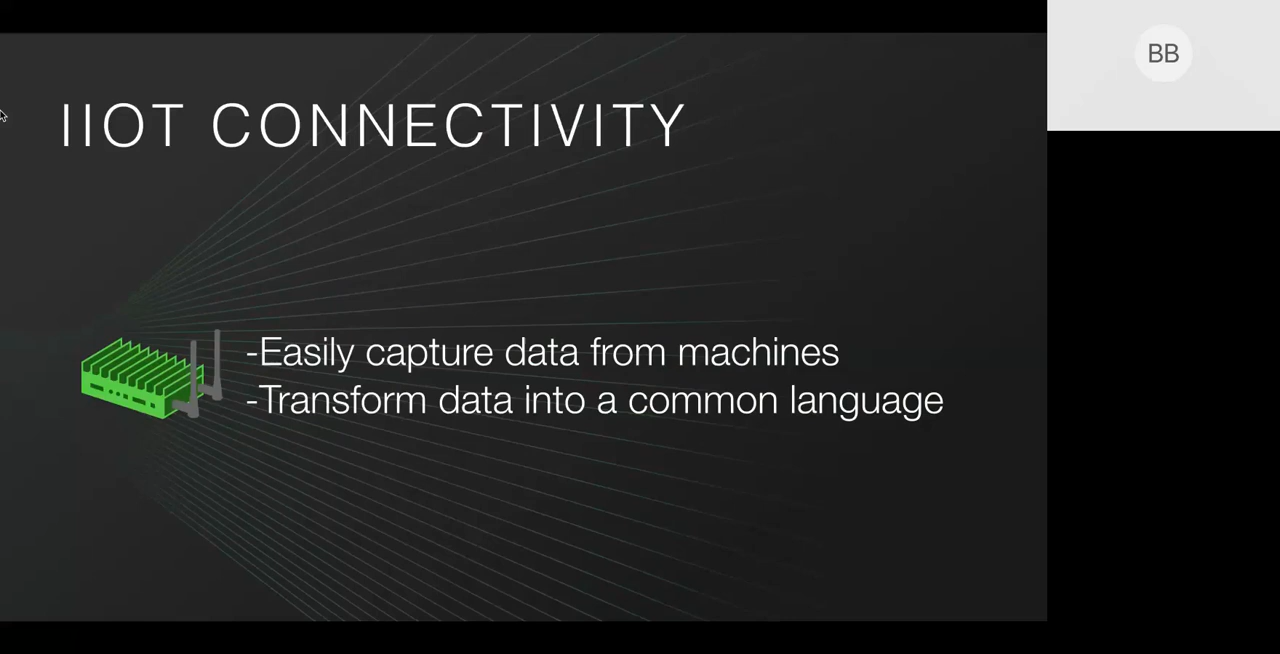 IIOT CONNECTIVITY
-Easily capture data from machines
-Transform data into a common language
BB